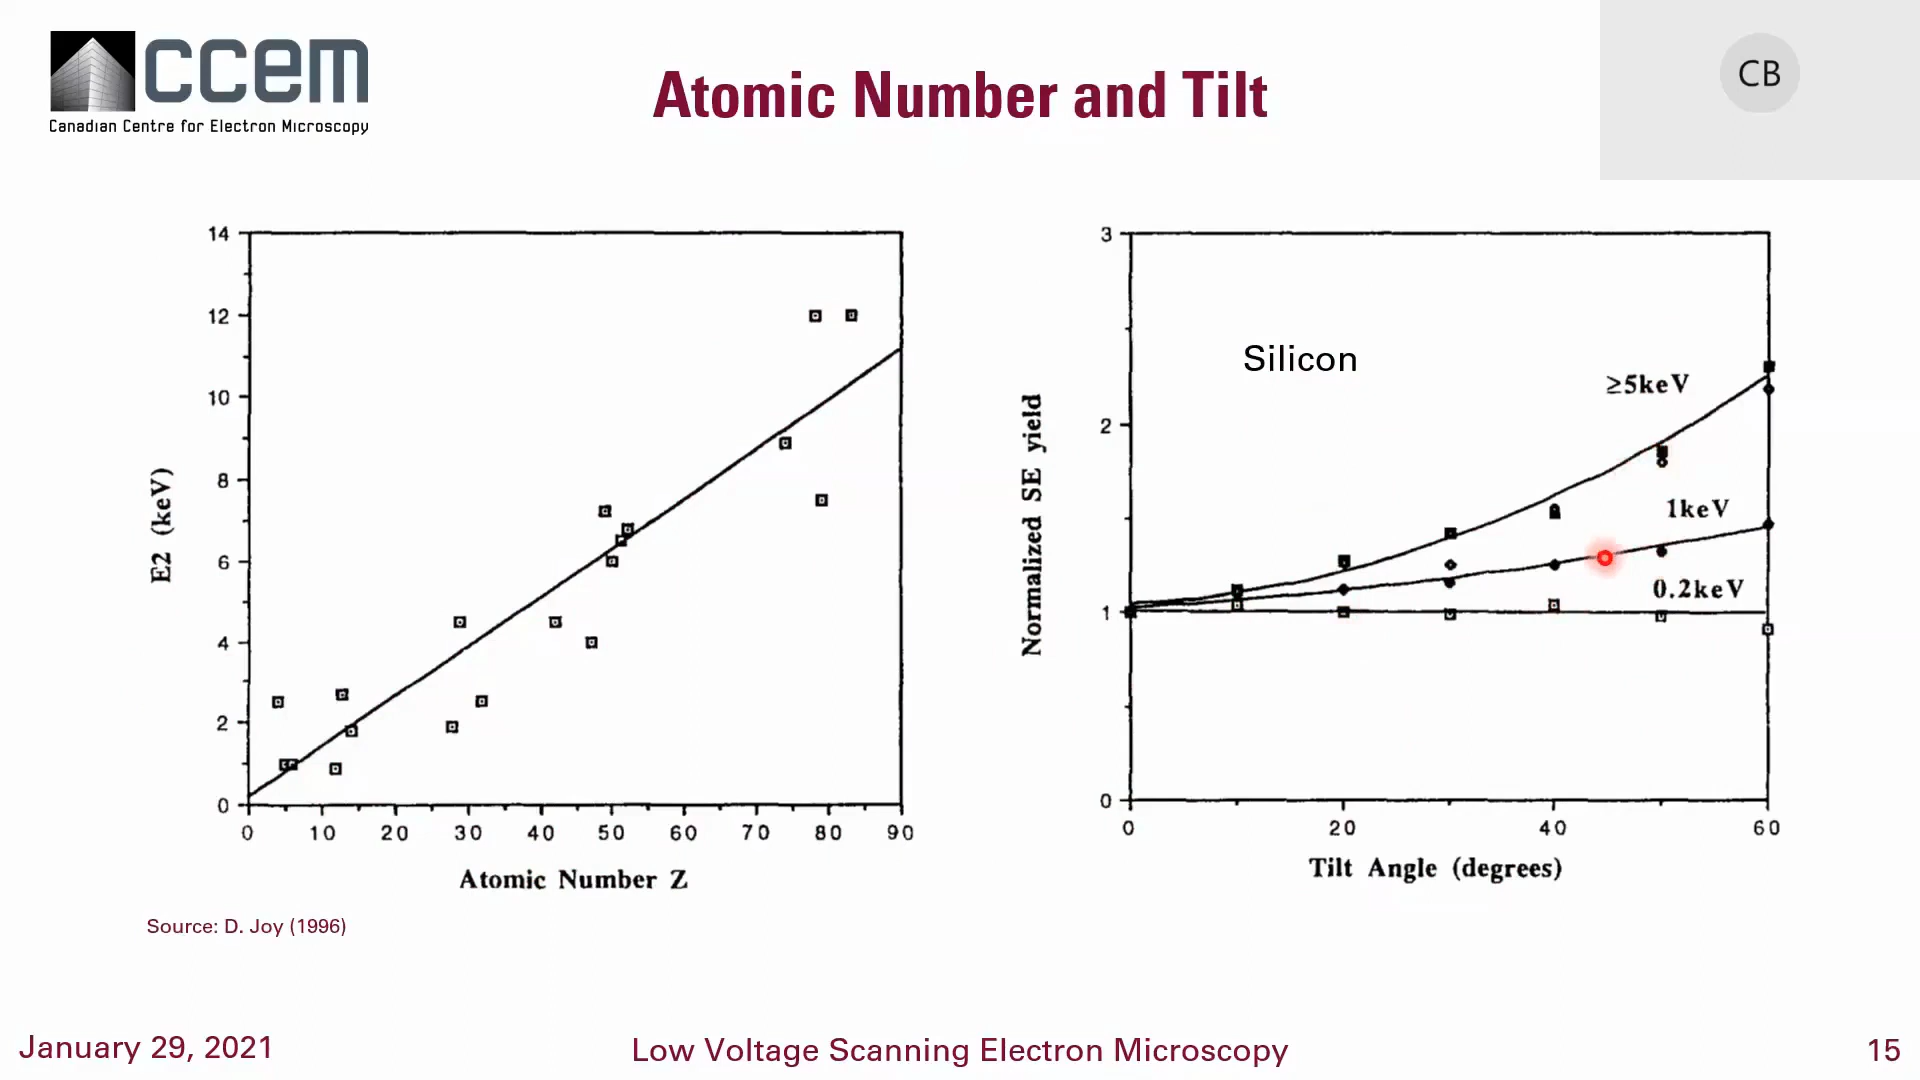 ccem
Canadian Centre for Electron Microscopy
Atomic Number and Tilt
CB
14
12
10
8
6
4
2
0
E2 (keV)
0 10 20 30 40 50 60 70 80 90
Atomic Number Z
Source: D. Joy (1996)
3
2
1
0
Normalized SE yield
Silicon
≥5keV
1keV
0.2keV
0 20 40 60
Tilt Angle (degrees)
January 29, 2021
Low Voltage Scanning Electron Microscopy
15